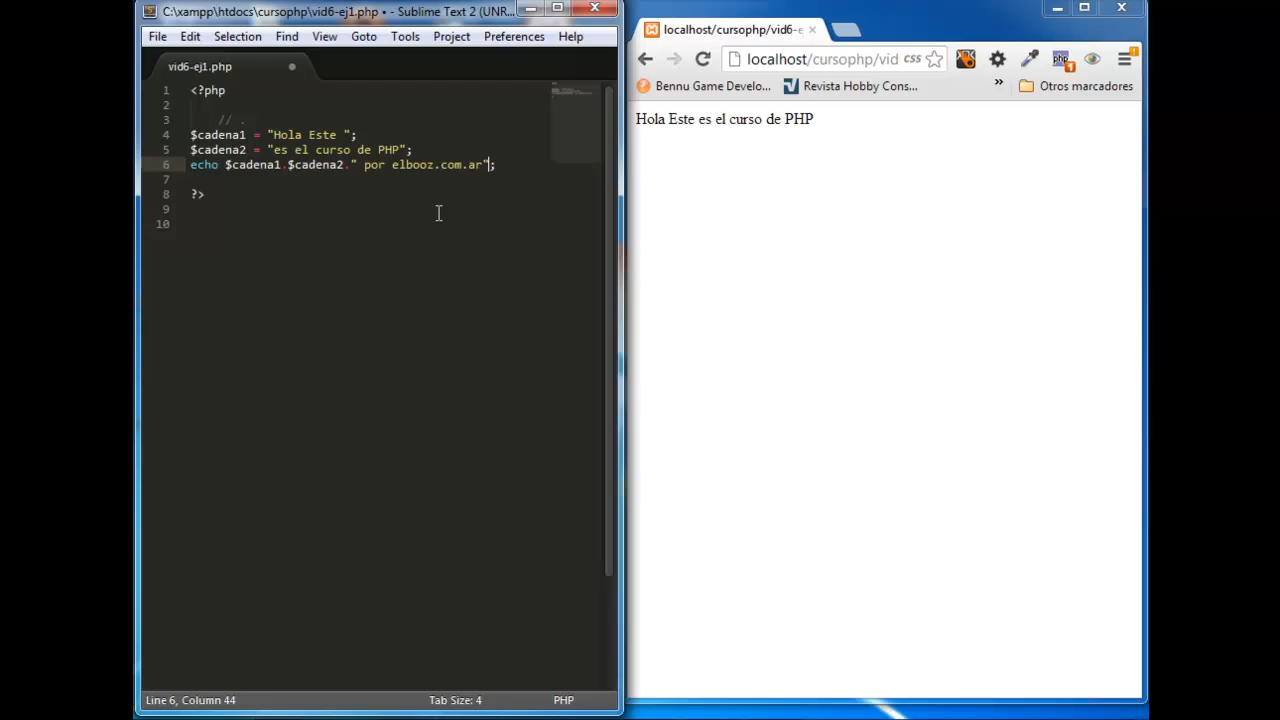 C:\xampp\htdocs\cursophp\vid6-ej1.php • - Sublime Text 2 (UNR...
File Edit Selection Find View Goto Tools Project Preferences Help
vid6-ej1.php
1 <?php
2
3 // .
4 $cadena1 = "Hola Este ";
5 $cadena2 = "es el curso de PHP";
6 echo $cadena1.$cadena2." por elbooz.com.ar";
7
8 ?>
9
10
Line 6, Column 44 Tab Size: 4 PHP
localhost/cursophp/vid6-e
localhost/cursophp/vid css php 1
Bennu Game Develo... Revista Hobby Cons... » Otros marcadores
Hola Este es el curso de PHP